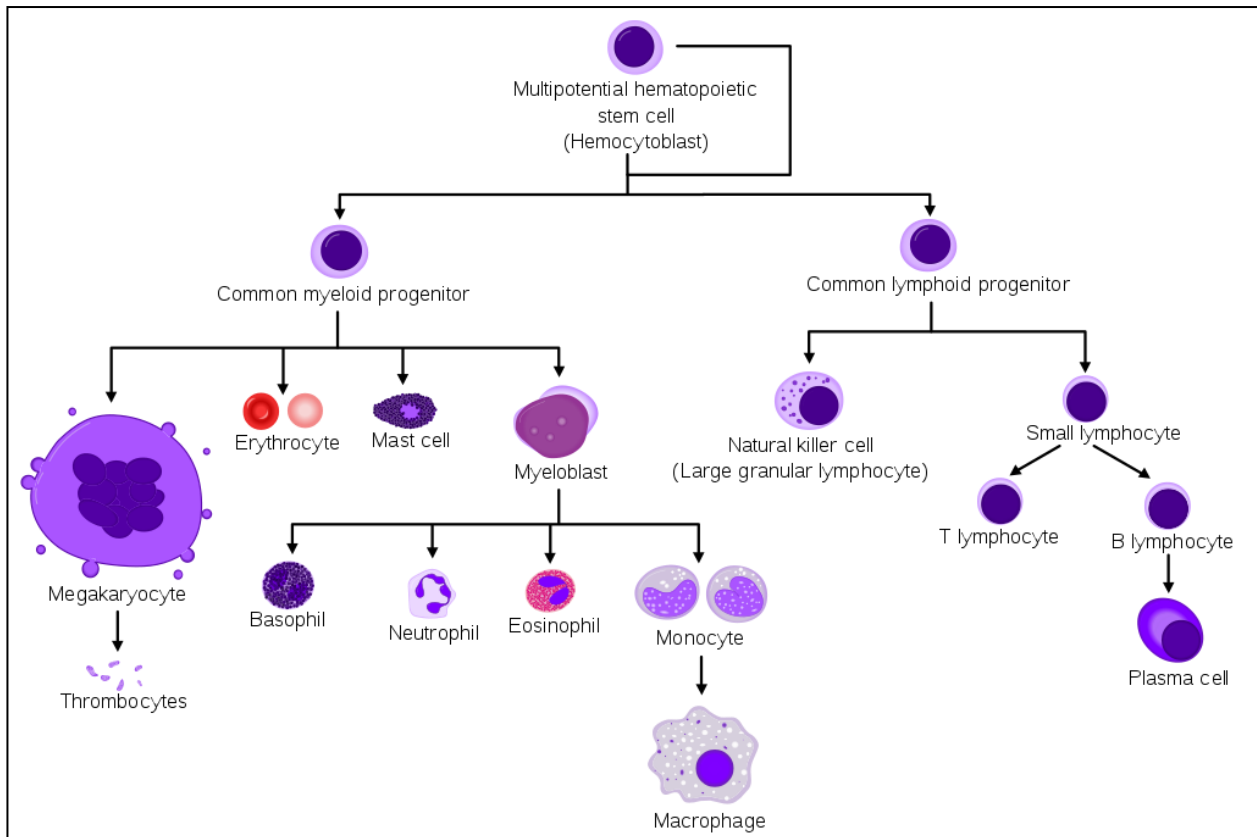 Multipotential hematopoietic
stem cell
(Hemocytoblast)
Common myeloid progenitor
Common lymphoid progenitor
Erythrocyte
Mast cell
Myeloblast
Natural killer cell
(Large granular lymphocyte)
Small lymphocyte
T lymphocyte
B lymphocyte
Megakaryocyte
Basophil
Neutrophil
Eosinophil
Monocyte
Plasma cell
Thrombocytes
Macrophage